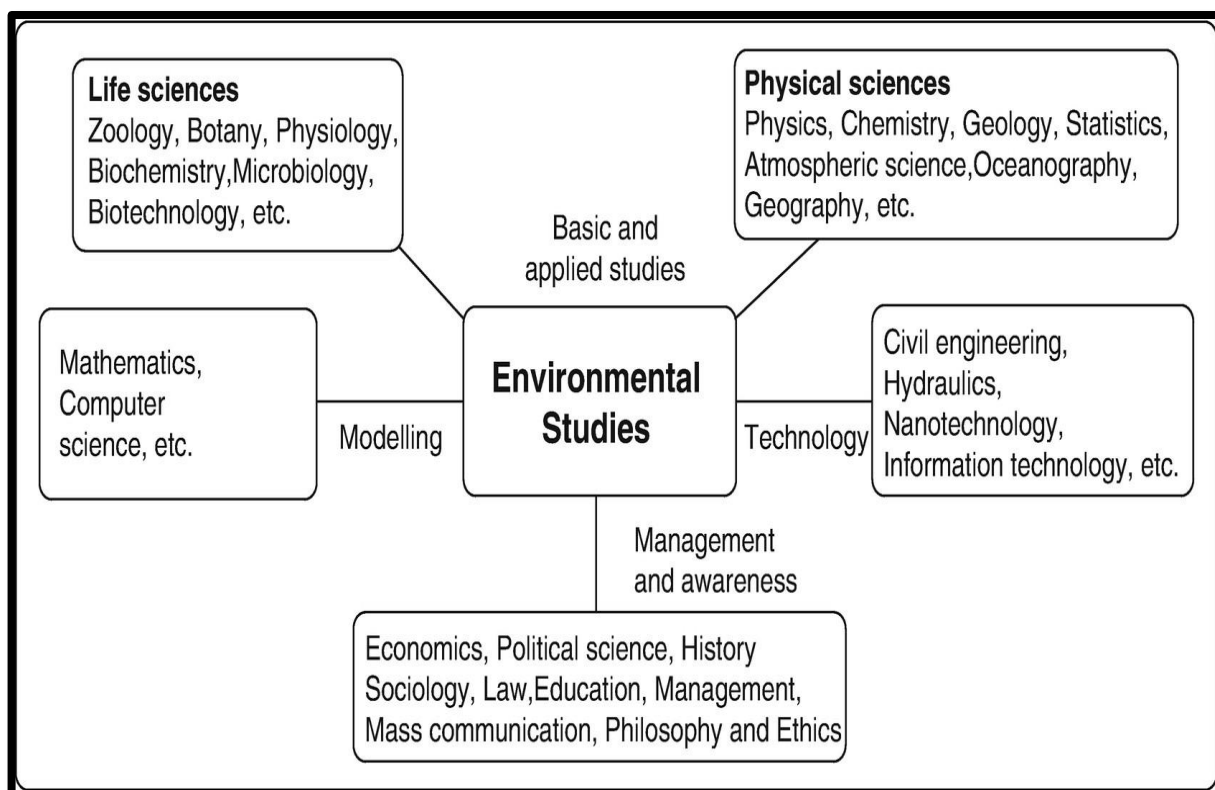 Life sciences
Zoology, Botany, Physiology,
Biochemistry,Microbiology,
Biotechnology, etc.
Physical sciences
Physics, Chemistry, Geology, Statistics,
Atmospheric science,Oceanography,
Geography, etc.
Basic and
applied studies
Mathematics,
Computer
science, etc.
Modelling
Environmental
Studies
Technology
Civil engineering,
Hydraulics,
Nanotechnology,
Information technology, etc.
Management
and awareness
Economics, Political science, History
Sociology, Law,Education, Management,
Mass communication, Philosophy and Ethics